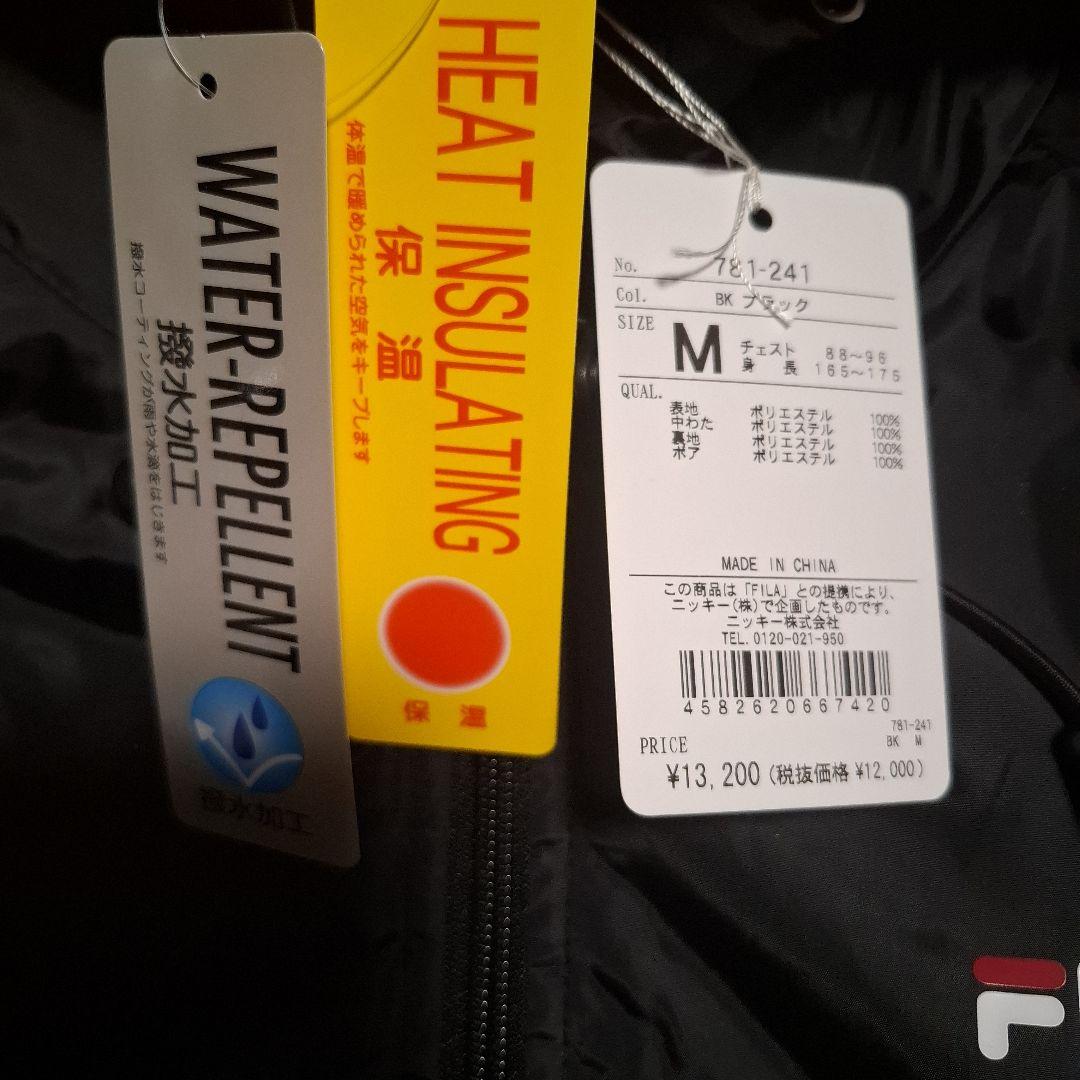 WATER-REPELLENT
撥水加工
撥水コーティングが雨や水滴をはじきます
撥水加工
HEAT INSULATING
保温
体温で暖められた空気をキープします
保温
No. 781-241
Col. BK ブラック
SIZE M チェスト 88～96
身長 165～175
QUAL.
表地 ポリエステル 100%
中わた ポリエステル 100%
裏地 ポリエステル 100%
ボア ポリエステル 100%
MADE IN CHINA
この商品は「FILA」との提携により、
ニッキー(株)で企画したものです。
ニッキー株式会社
TEL.0120-021-950
4582620667420
781-241
BK M
PRICE
¥13,200(税抜価格 ¥12,000)